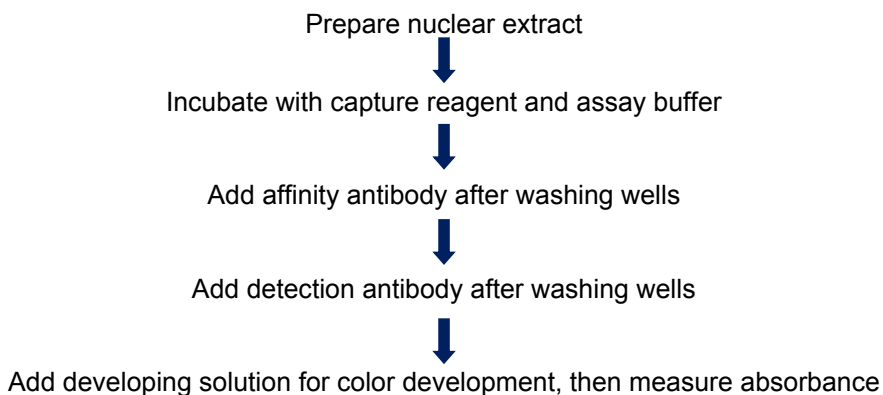 Prepare nuclear extract
Incubate with capture reagent and assay buffer
Add affinity antibody after washing wells
Add detection antibody after washing wells
Add developing solution for color development, then measure absorbance